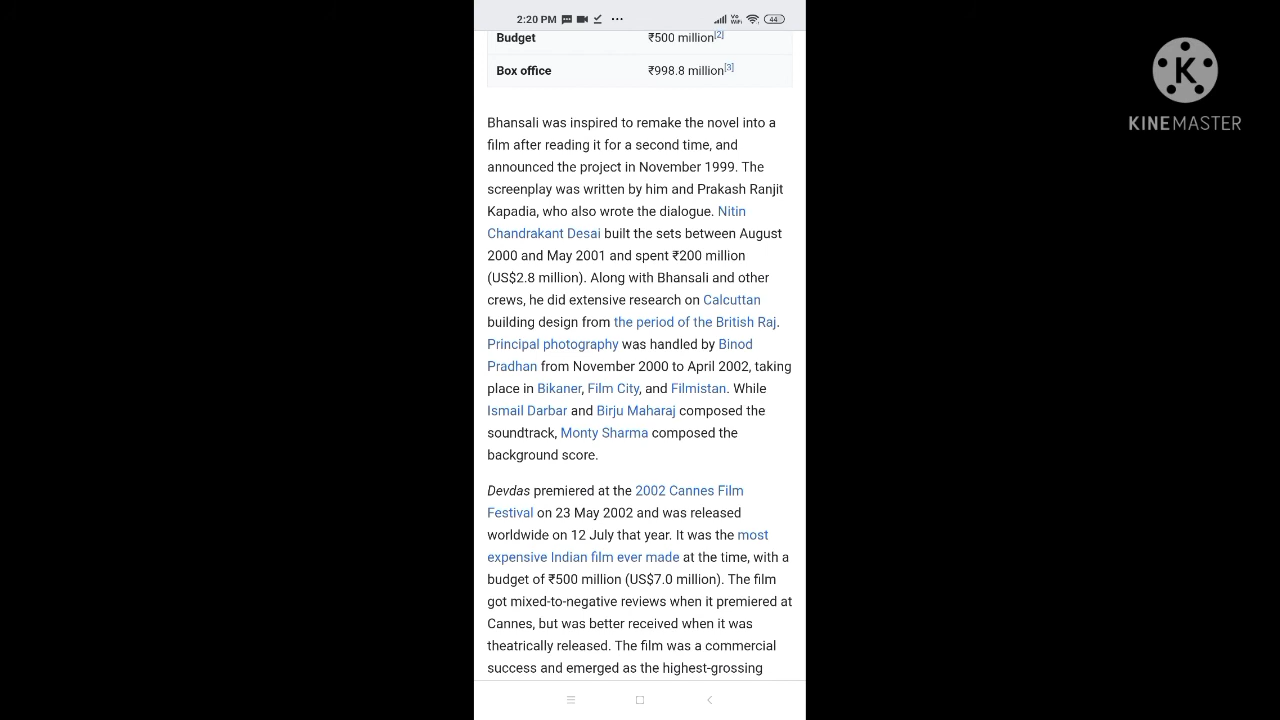 2:20 PM
Vo
WiFi
44
Budget ₹500 million[2]
Box office ₹998.8 million[3]
Bhansali was inspired to remake the novel into a
film after reading it for a second time, and
announced the project in November 1999. The
screenplay was written by him and Prakash Ranjit
Kapadia, who also wrote the dialogue. Nitin
Chandrakant Desai built the sets between August
2000 and May 2001 and spent ₹200 million
(US$2.8 million). Along with Bhansali and other
crews, he did extensive research on Calcuttan
building design from the period of the British Raj.
Principal photography was handled by Binod
Pradhan from November 2000 to April 2002, taking
place in Bikaner, Film City, and Filmistan. While
Ismail Darbar and Birju Maharaj composed the
soundtrack, Monty Sharma composed the
background score.
Devdas premiered at the 2002 Cannes Film
Festival on 23 May 2002 and was released
worldwide on 12 July that year. It was the most
expensive Indian film ever made at the time, with a
budget of ₹500 million (US$7.0 million). The film
got mixed-to-negative reviews when it premiered at
Cannes, but was better received when it was
theatrically released. The film was a commercial
success and emerged as the highest-grossing
K
KINEMASTER